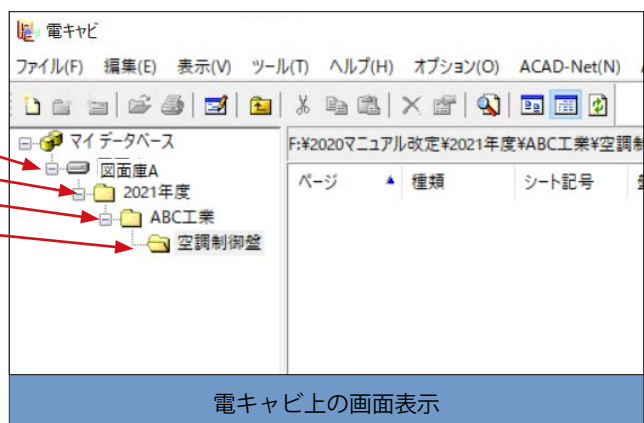 電キャビ
ファイル(F) 編集(E) 表示(V) ツール(T) ヘルプ(H) オプション(O) ACAD-Net(N)
マイ データベース
図面庫A
2021年度
ABC工業
空調制御盤
F:¥2020マニュアル改定¥2021年度¥ABC工業¥空調制
ページ 種類 シート記号
電キャビ上の画面表示